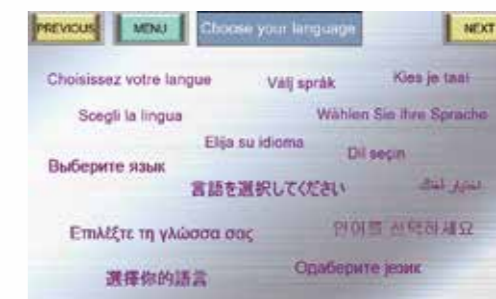 PREVIOUS MENU Choose your language NEXT
Choisissez votre langue Välj språk Kies je taal
Scegli la lingua Wählen Sie Ihre Sprache
Elija su idioma Dil seçin
Выберите язык
言語を選択してください
Επιλέξτε τη γλώσσα σας 언어를 선택하세요
選擇你的語言 Одаберите језик